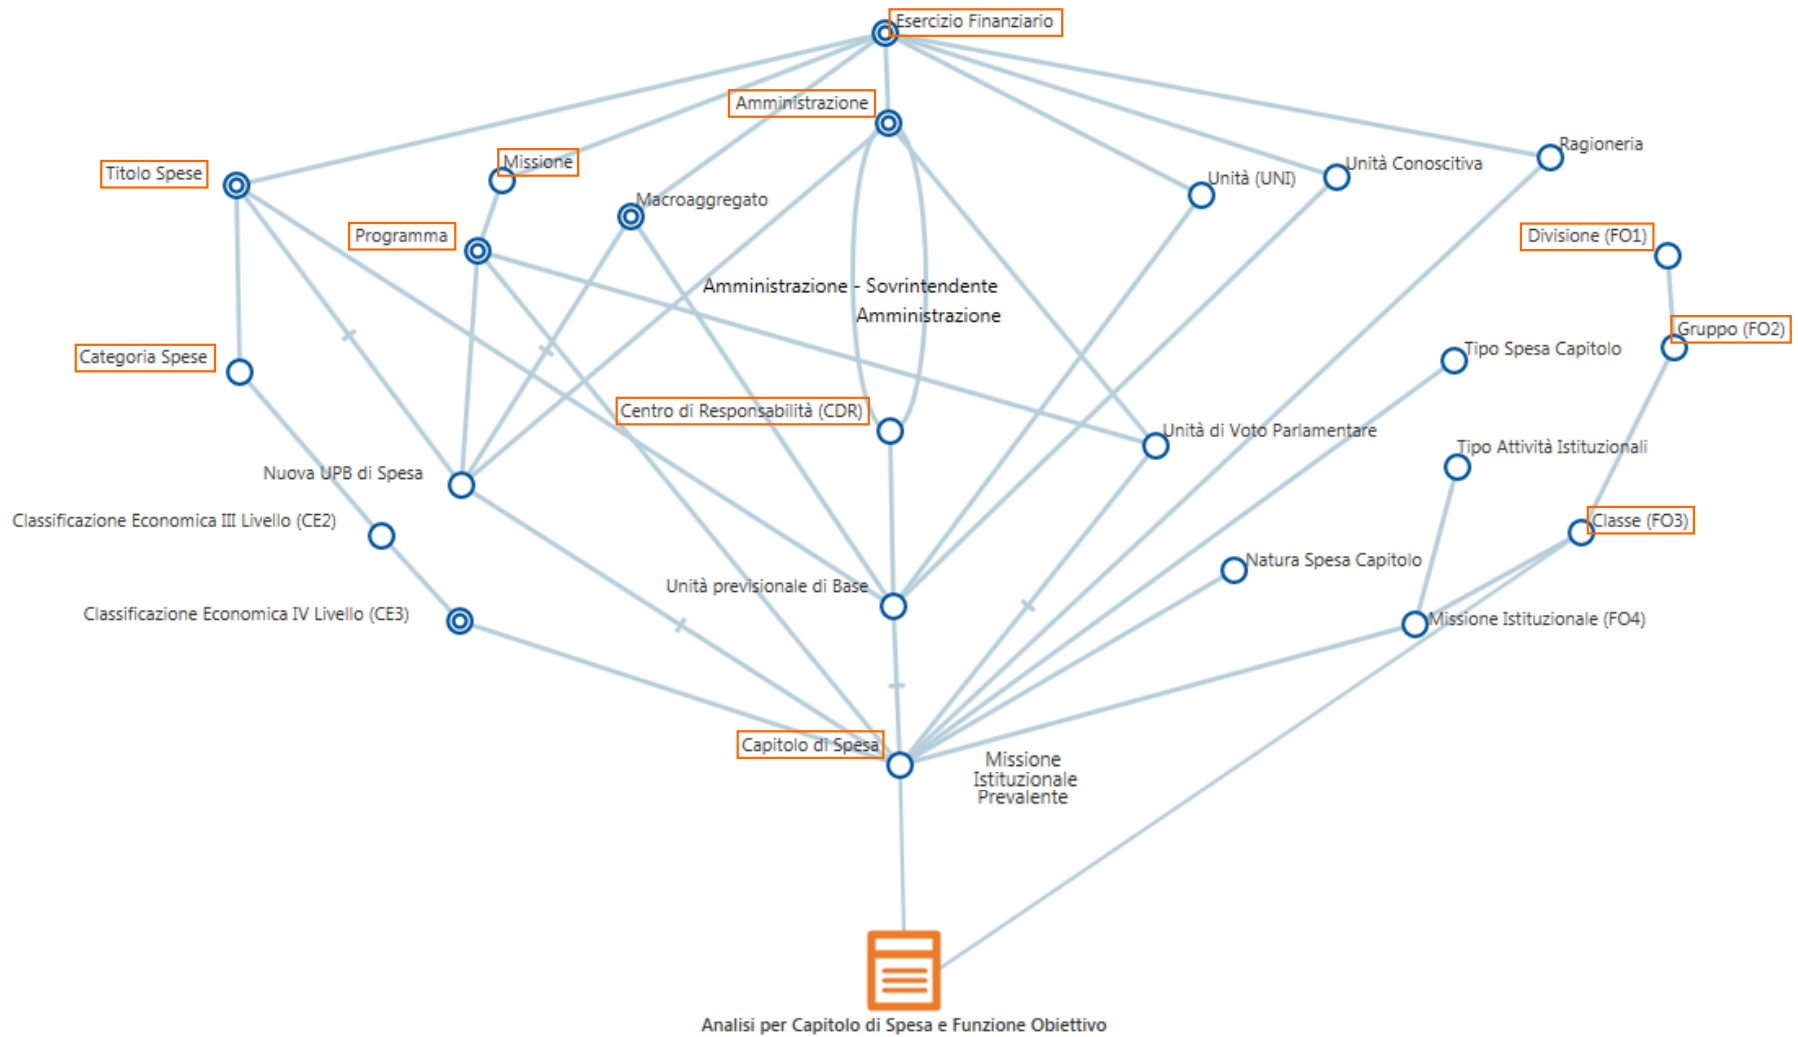 Esercizio Finanziario
Amministrazione
Ragioneria
Missione
Unità Conoscitiva
Titolo Spese
Unità (UNI)
Macroaggregato
Programma
Divisione (FO1)
Amministrazione - Sovrintendente
Amministrazione
Gruppo (FO2)
Categoria Spese
Tipo Spesa Capitolo
Centro di Responsabilità (CDR)
Unità di Voto Parlamentare
Tipo Attività Istituzionali
Nuova UPB di Spesa
Classificazione Economica III Livello (CE2)
Classe (FO3)
Natura Spesa Capitolo
Unità previsionale di Base
Classificazione Economica IV Livello (CE3)
Missione Istituzionale (FO4)
Capitolo di Spesa
Missione
Istituzionale
Prevalente
Analisi per Capitolo di Spesa e Funzione Obiettivo